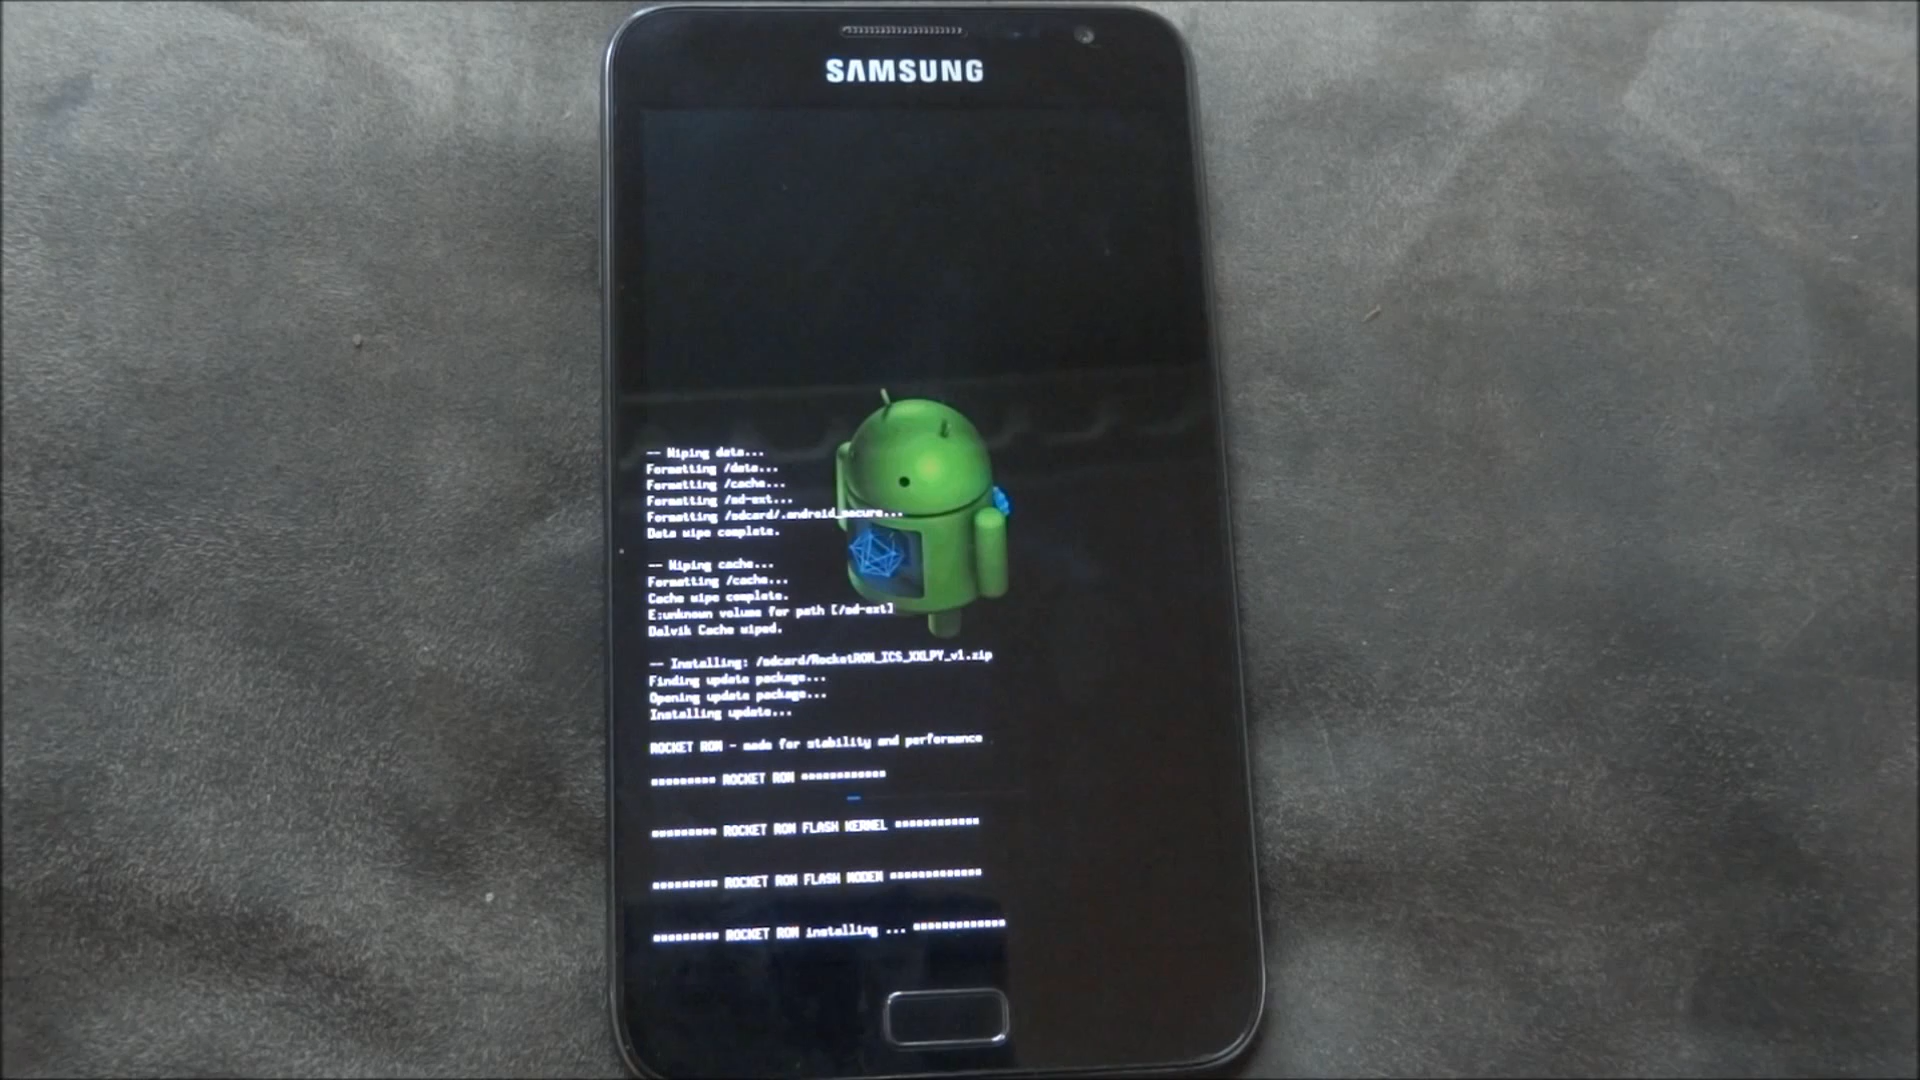 SAMSUNG
-- Wiping data...
Formatting /data...
Formatting /cache...
Formatting /sd-ext...
Formatting /sdcard/.android_secure...
Data wipe complete.
-- Wiping cache...
Formatting /cache...
Cache wipe complete.
E:unknown volume for path [/sd-ext]
Dalvik Cache wiped.
-- Installing: /sdcard/RocketROM_ICS_XXLPY_v1.zip
Finding update package...
Opening update package...
Installing update...
ROCKET ROM - made for stability and performance
********* ROCKET ROM ************
********* ROCKET ROM FLASH KERNEL ************
********* ROCKET ROM FLASH MODEM *************
********* ROCKET ROM installing ... *************